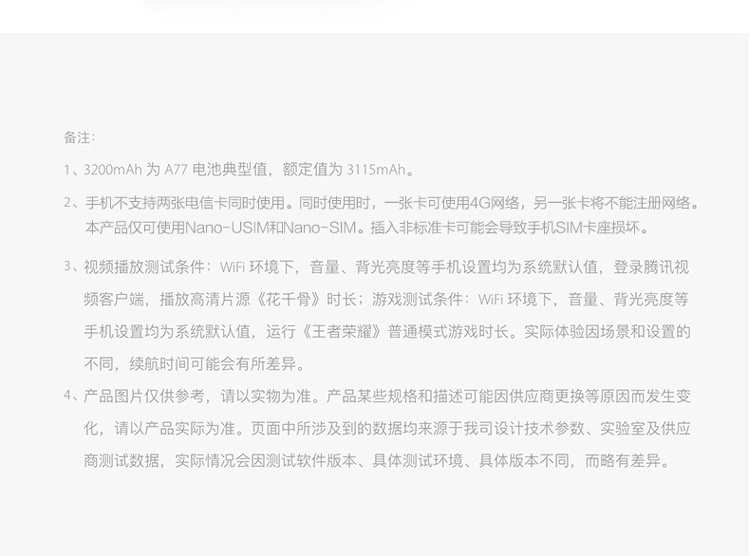 备注：
1、3200mAh 为 A77 电池典型值，额定值为 3115mAh。
2、手机不支持两张电信卡同时使用。同时使用时，一张卡可使用4G网络，另一张卡将不能注册网络。
本产品仅可使用Nano-USIM和Nano-SIM。插入非标准卡可能会导致手机SIM卡座损坏。
3、视频播放测试条件：WiFi 环境下，音量、背光亮度等手机设置均为系统默认值，登录腾讯视
频客户端，播放高清片源《花千骨》时长；游戏测试条件：WiFi 环境下，音量、背光亮度等
手机设置均为系统默认值，运行《王者荣耀》普通模式游戏时长。实际体验因场景和设置的
不同，续航时间可能会有所差异。
4、产品图片仅供参考，请以实物为准。产品某些规格和描述可能因供应商更换等原因而发生变
化，请以产品实际为准。页面中所涉及到的数据均来源于我司设计技术参数、实验室及供应
商测试数据，实际情况会因测试软件版本、具体测试环境、具体版本不同，而略有差异。